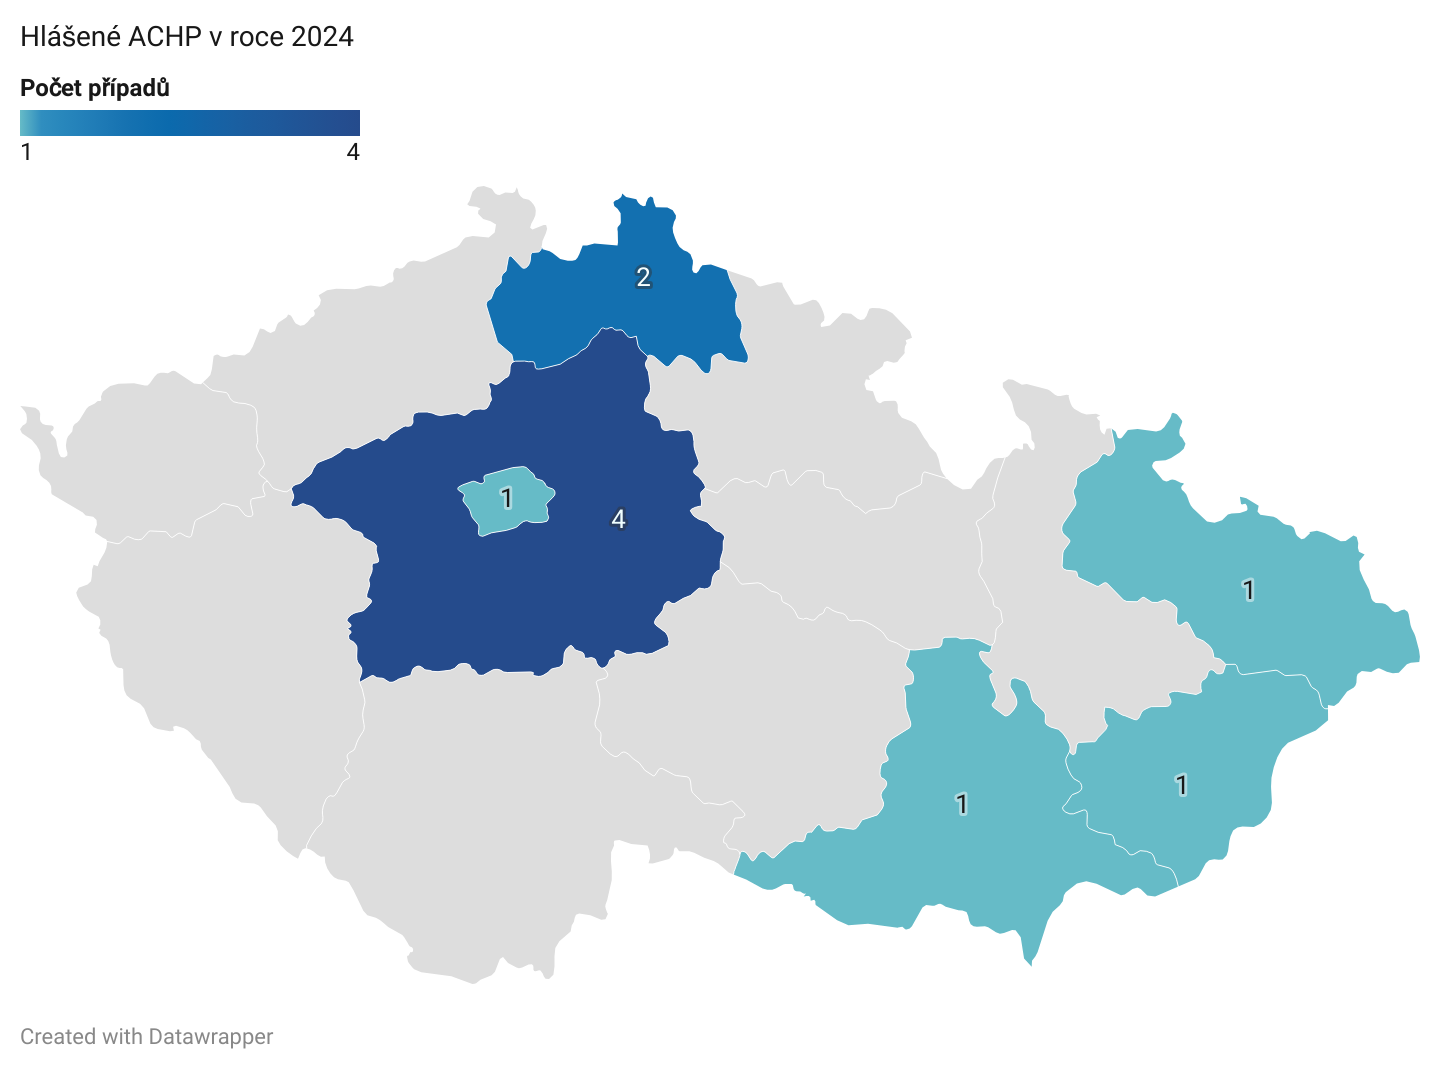 Hlášené ACHP v roce 2024
Počet případů
1 4
2
1
4
1
1
1
Created with Datawrapper